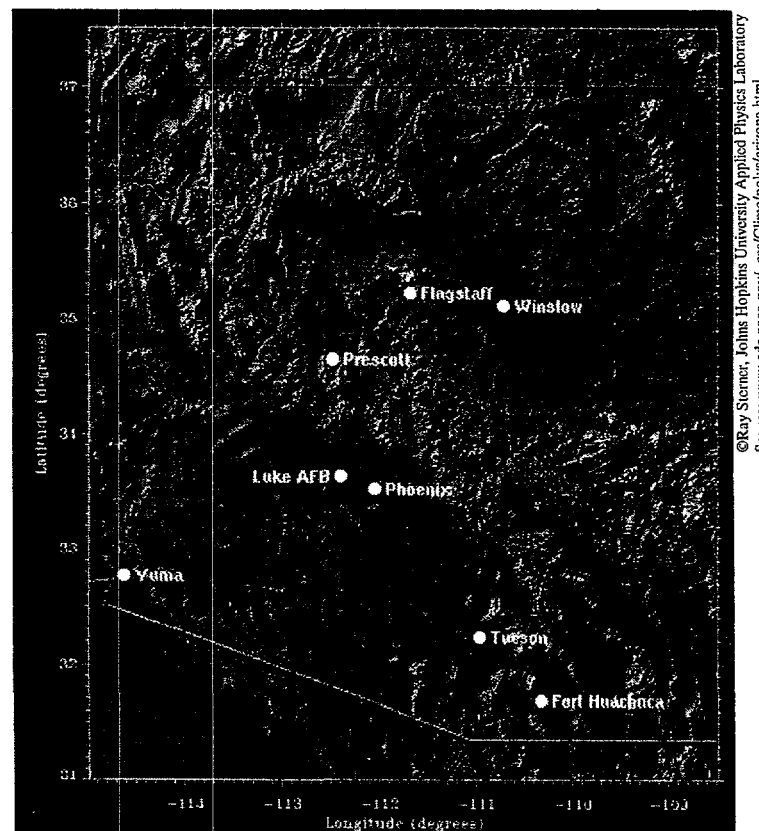 37
36
Flagstaff
Winslow
35
Prescott
Latitude (degrees)
34
Luke AFB
Phoenix
33
Yuma
Tucson
32
Fort Huachuca
31
-114 -113 -112 -111 -110 -109
Longitude (degrees)
©Ray Sterner, Johns Hopkins University Applied Physics Laboratory